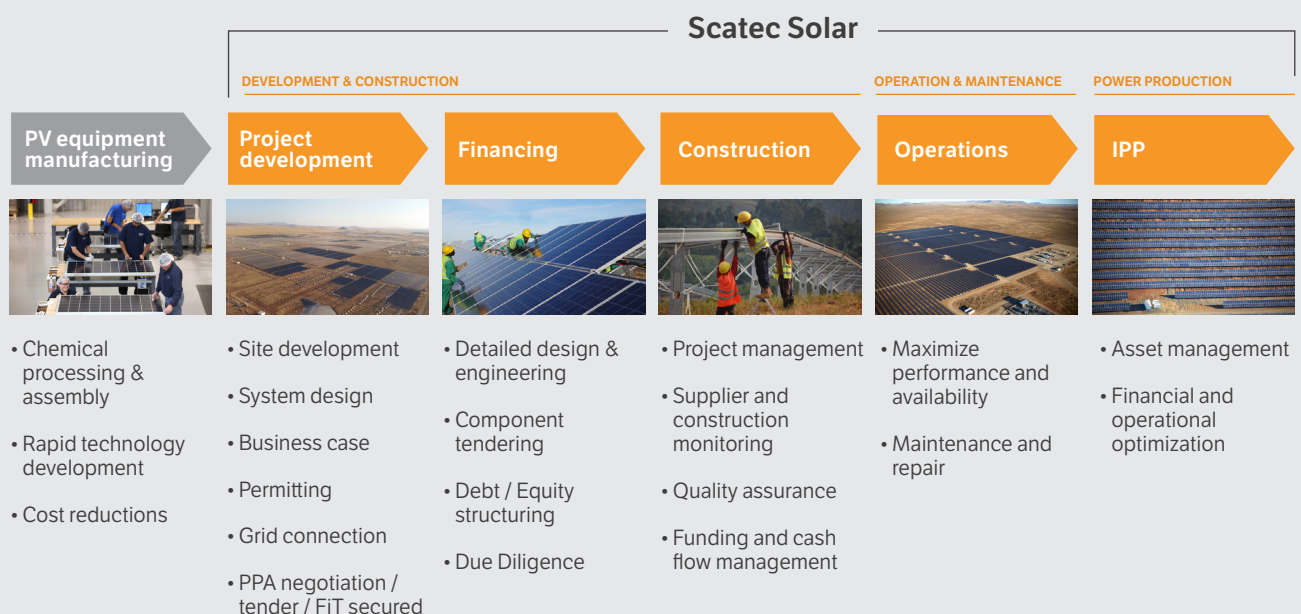 Scatec Solar
DEVELOPMENT & CONSTRUCTION
OPERATION & MAINTENANCE
POWER PRODUCTION
PV equipment
manufacturing
Project
development
Financing
Construction
Operations
IPP
• Chemical
processing &
assembly
• Rapid technology
development
• Cost reductions
• Site development
• System design
• Business case
• Permitting
• Grid connection
• PPA negotiation /
tender / FiT secured
• Detailed design &
engineering
• Component
tendering
• Debt / Equity
structuring
• Due Diligence
• Project management
• Supplier and
construction
monitoring
• Quality assurance
• Funding and cash
flow management
• Maximize
performance and
availability
• Maintenance and
repair
• Asset management
• Financial and
operational
optimization